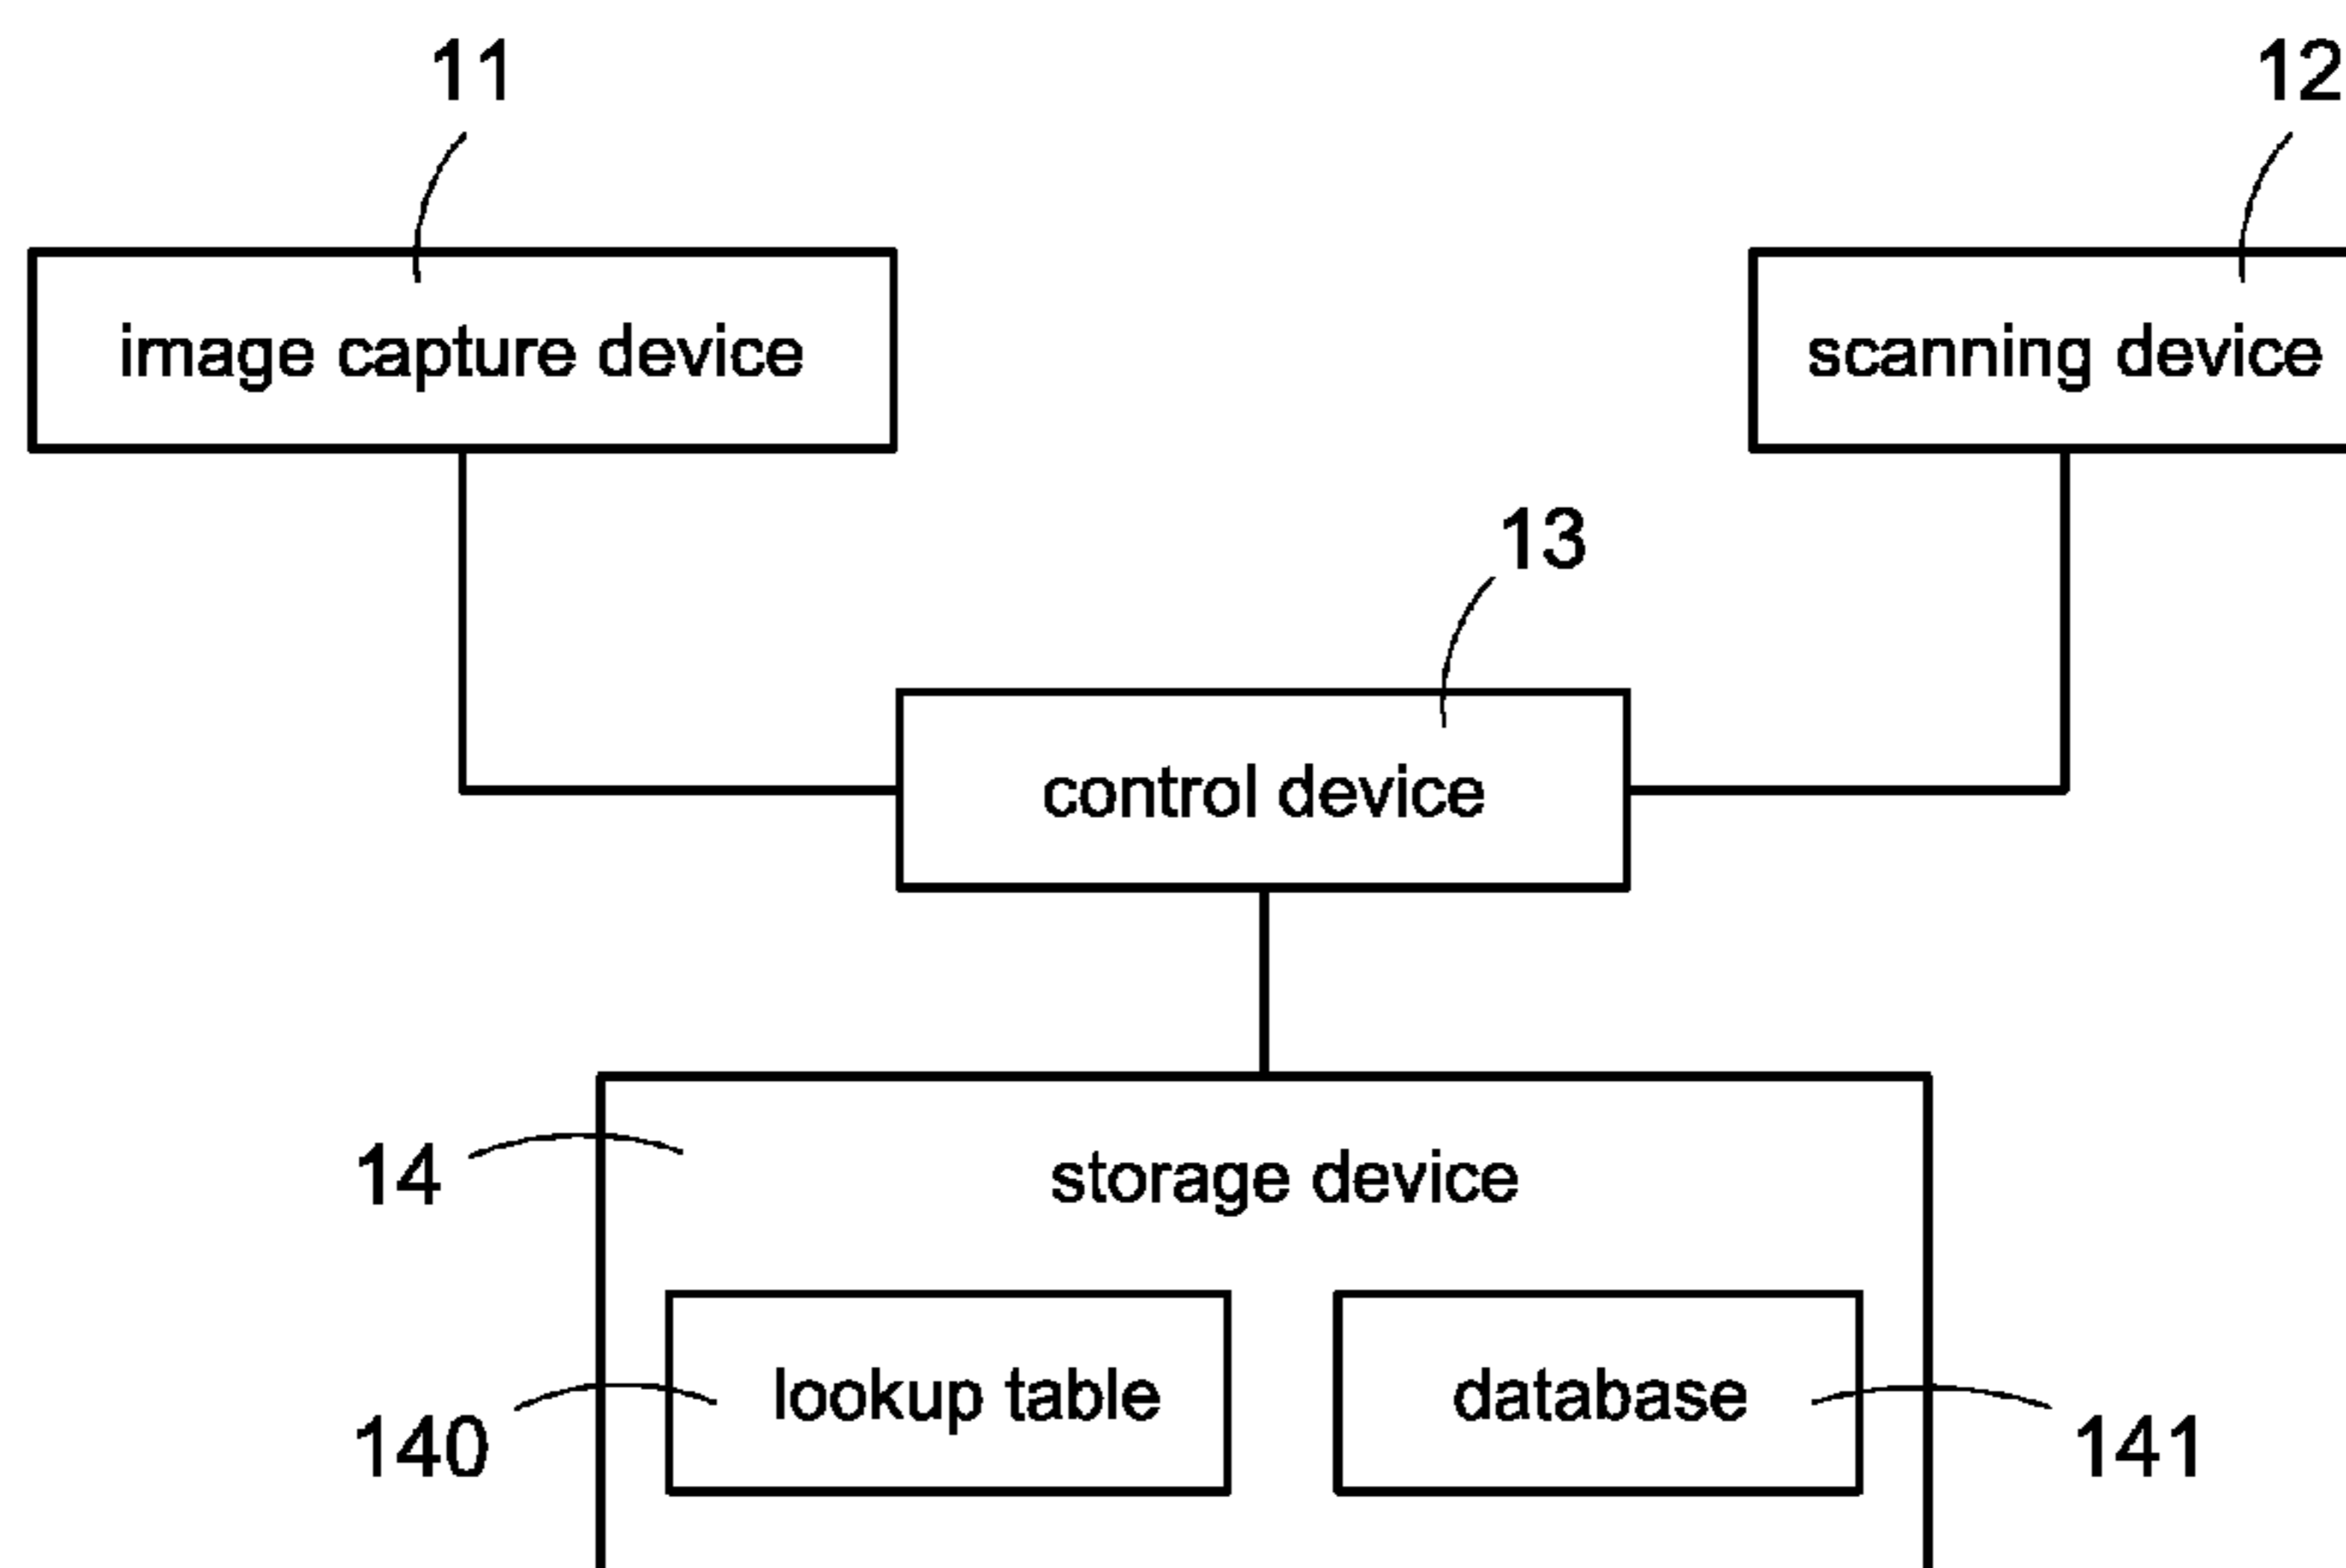 11
12
image capture device
scanning device
13
control device
14
storage device
lookup table
database
140
141